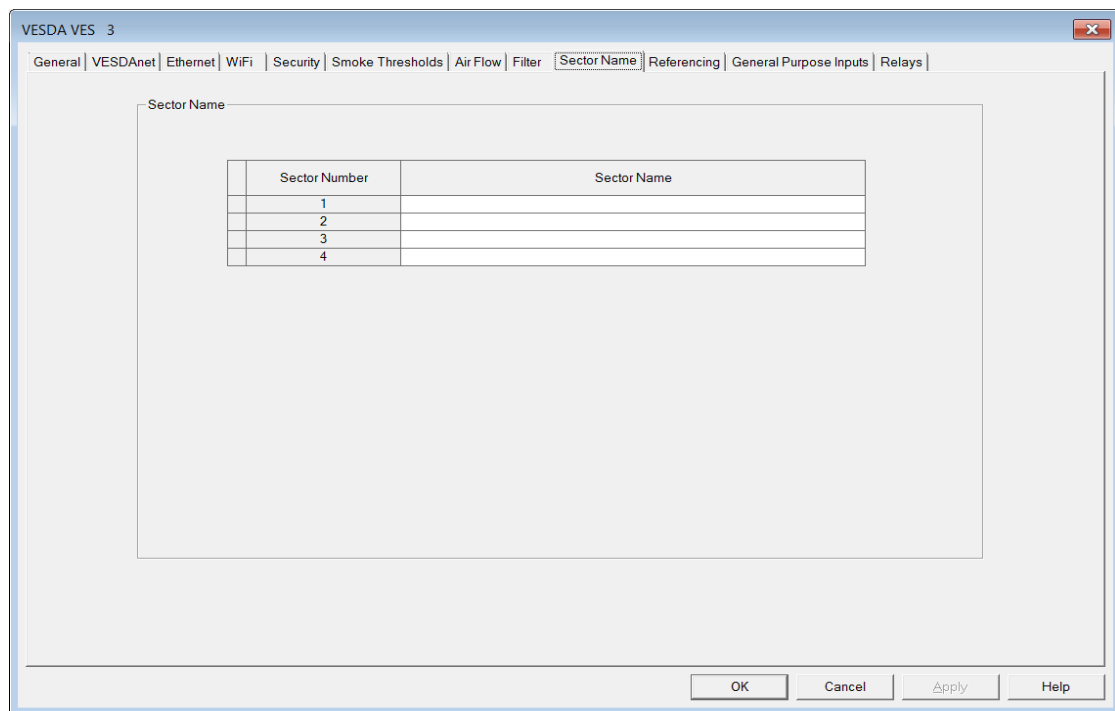 VESDA VES 3
General VESDAnet Ethernet WiFi Security Smoke Thresholds Air Flow Filter Sector Name Referencing General Purpose Inputs Relays
Sector Name
Sector Number Sector Name
1
2
3
4
OK Cancel Apply Help